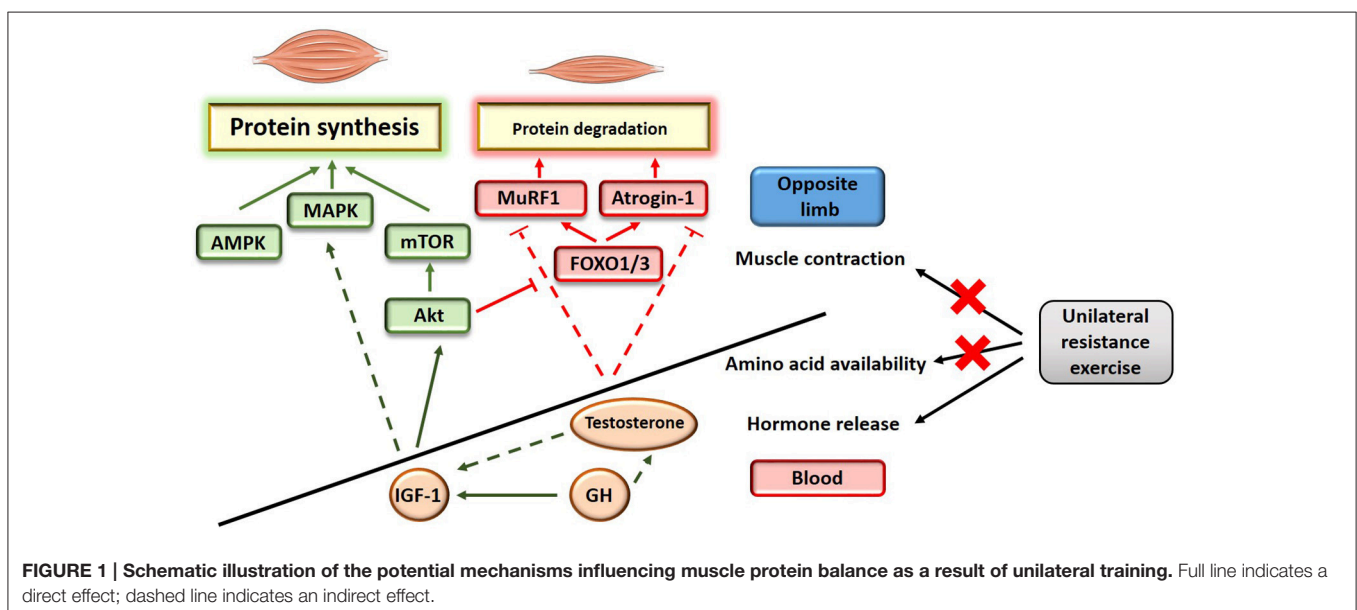 Protein synthesis
Protein degradation
AMPK
MAPK
mTOR
Akt
MuRF1
Atrogin-1
FOXO1/3
Opposite
limb
Muscle contraction
Amino acid availability
Hormone release
Blood
Unilateral
resistance
exercise
Testosterone
IGF-1
GH
FIGURE 1 | Schematic illustration of the potential mechanisms influencing muscle protein balance as a result of unilateral training. Full line indicates a
direct effect; dashed line indicates an indirect effect.